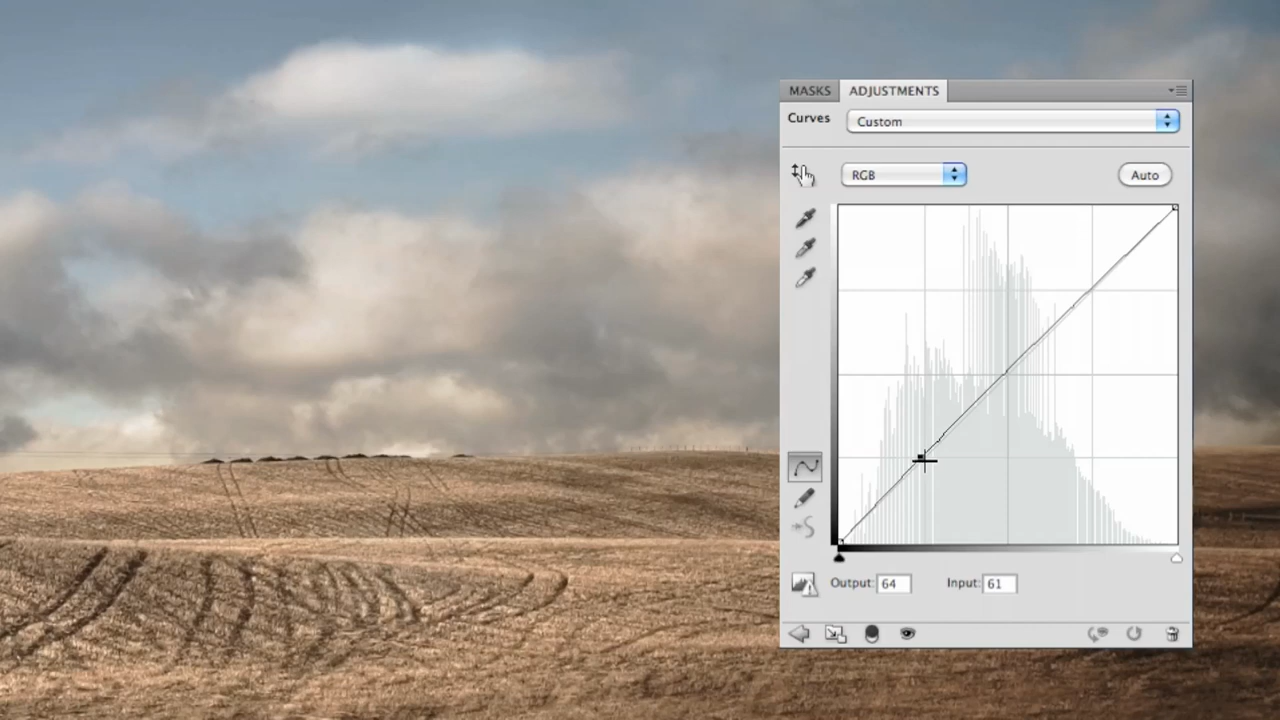 MASKS ADJUSTMENTS
Curves Custom
RGB Auto
Output: 64 Input: 61